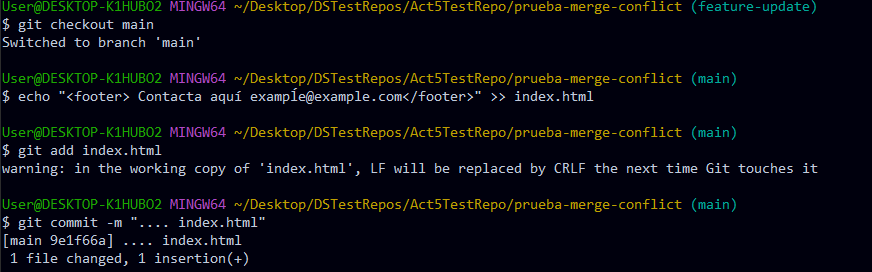 User@DESKTOP-K1HUBO2 MINGW64 ~/Desktop/DSTestRepos/Act5TestRepo/prueba-merge-conflict (feature-update)
$ git checkout main
Switched to branch 'main'
User@DESKTOP-K1HUBO2 MINGW64 ~/Desktop/DSTestRepos/Act5TestRepo/prueba-merge-conflict (main)
$ echo "<footer> Contacta aquí example@example.com</footer>" >> index.html
User@DESKTOP-K1HUBO2 MINGW64 ~/Desktop/DSTestRepos/Act5TestRepo/prueba-merge-conflict (main)
$ git add index.html
warning: in the working copy of 'index.html', LF will be replaced by CRLF the next time Git touches it
User@DESKTOP-K1HUBO2 MINGW64 ~/Desktop/DSTestRepos/Act5TestRepo/prueba-merge-conflict (main)
$ git commit -m ".... index.html"
[main 9e1f66a] .... index.html
1 file changed, 1 insertion(+)